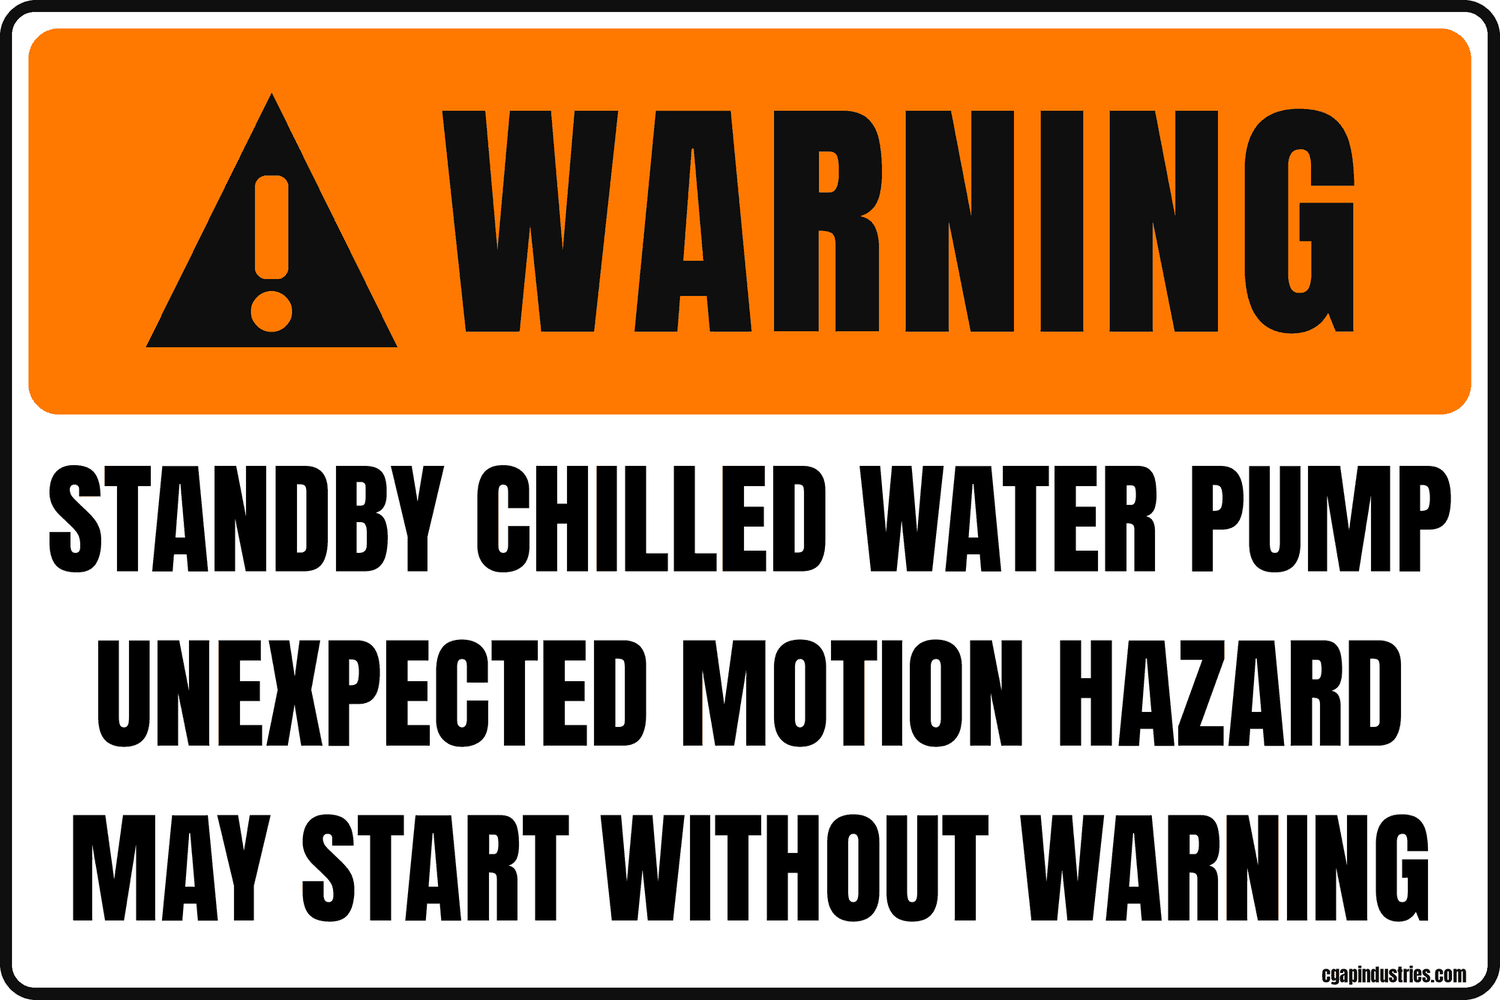 WARNING
STANDBY CHILLED WATER PUMP
UNEXPECTED MOTION HAZARD
MAY START WITHOUT WARNING
cgapindustries.com